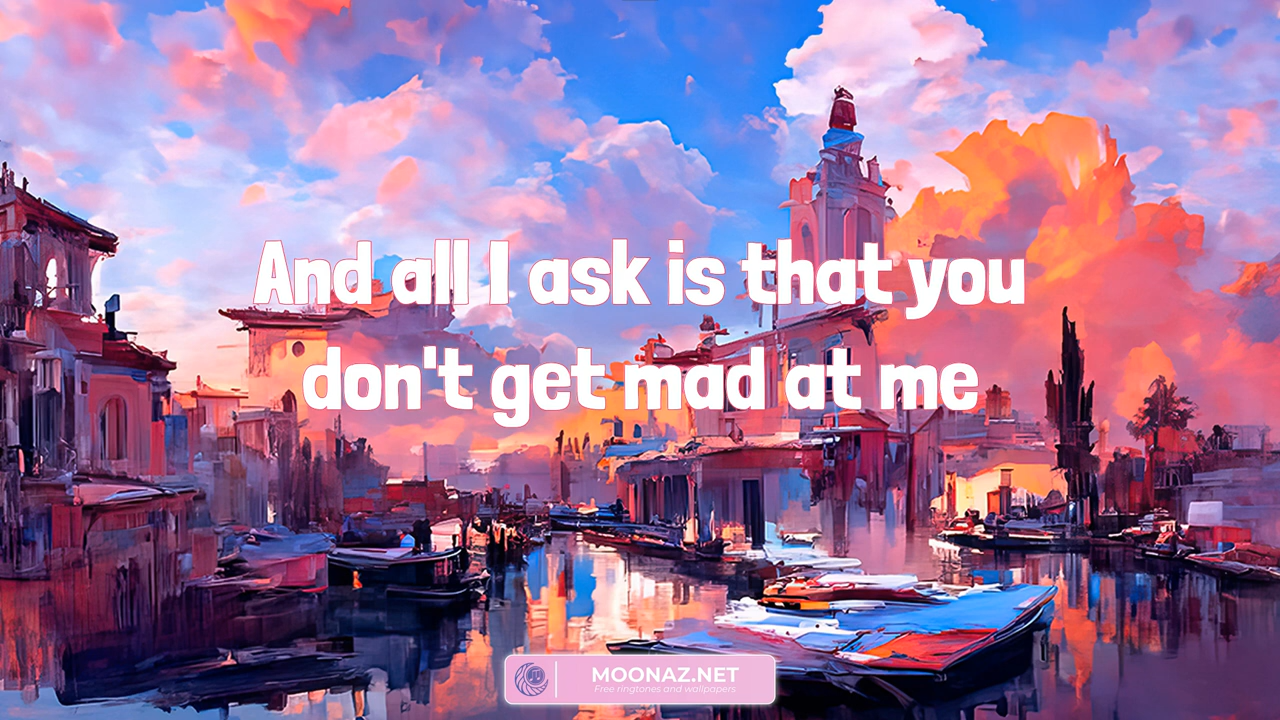 And all I ask is that you
don't get mad at me
MOONAZ.NET
Free ringtones and wallpapers